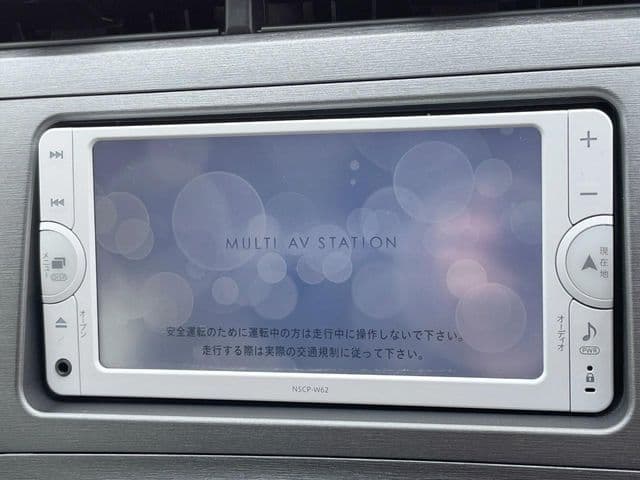 MULTI AV STATION
安全運転のために運転中の方は走行中に操作しないで下さい。
走行する際は実際の交通規制に従って下さい。
NSCP-W62
メニュー
オープン
現在地
オーディオ
PWR